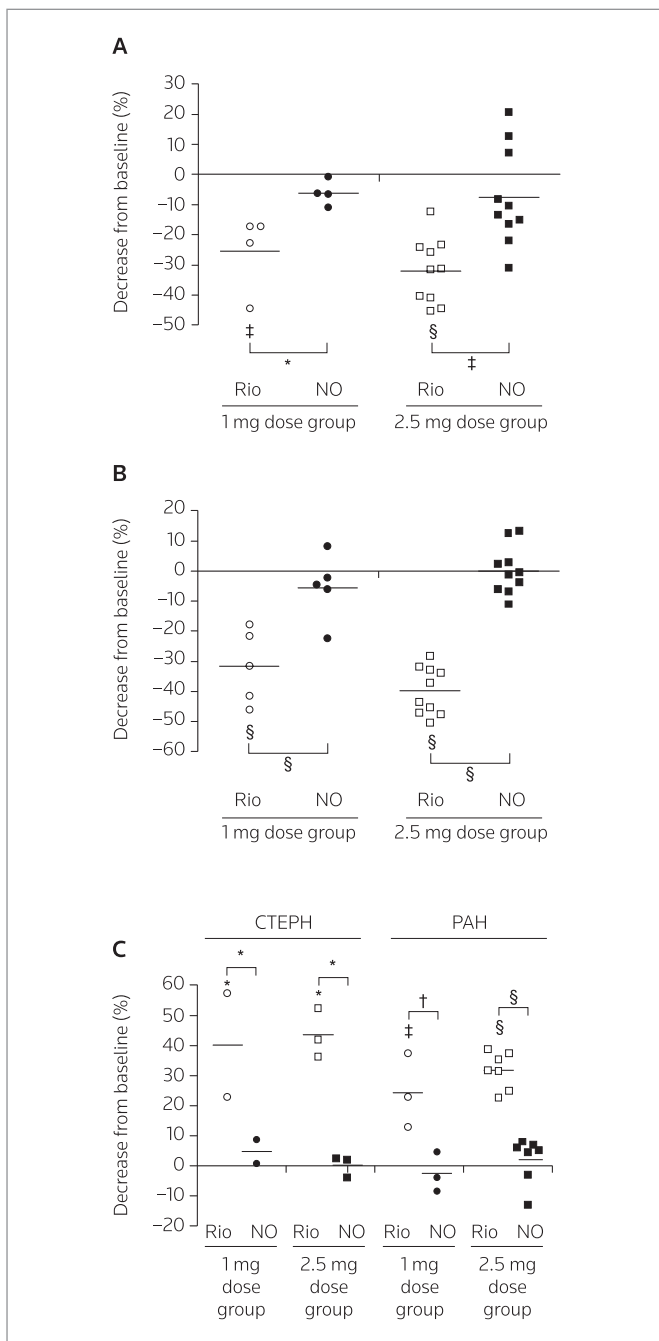 A
Decrease from baseline (%)
30
20
10
0
−10
−20
−30
−40
−50
‡
§
*
‡
Rio NO Rio NO
1 mg dose group 2.5 mg dose group
B
Decrease from baseline (%)
20
10
0
−10
−20
−30
−40
−50
−60
§
§
§
§
Rio NO Rio NO
1 mg dose group 2.5 mg dose group
CTEPH PAH
C
Decrease from baseline (%)
* * † §
* * ‡ §
60
50
40
30
20
10
0
−10
−20
Rio NO Rio NO Rio NO Rio NO
1 mg 2.5 mg 1 mg 2.5 mg
dose dose dose dose
group group group group